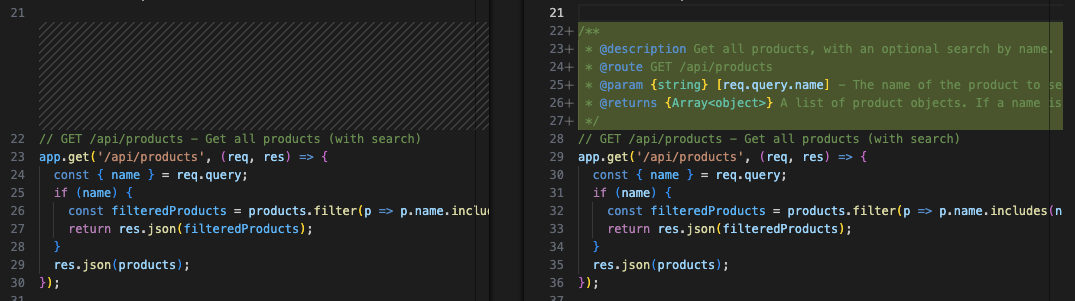 21
22 // GET /api/products – Get all products (with search)
23 app.get('/api/products', (req, res) => {
24 const { name } = req.query;
25 if (name) {
26 const filteredProducts = products.filter(p => p.name.inclu
27 return res.json(filteredProducts);
28 }
29 res.json(products);
30 });
31
21
22+ /**
23+ * @description Get all products, with an optional search by name.
24+ * @route GET /api/products
25+ * @param {string} [req.query.name] – The name of the product to se
26+ * @returns {Array<object>} A list of product objects. If a name is
27+ */
28 // GET /api/products – Get all products (with search)
29 app.get('/api/products', (req, res) => {
30 const { name } = req.query;
31 if (name) {
32 const filteredProducts = products.filter(p => p.name.includes(n
33 return res.json(filteredProducts);
34 }
35 res.json(products);
36 });
37